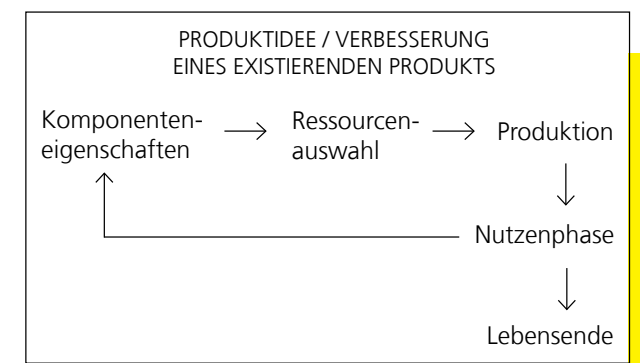 PRODUKTIDEE / VERBESSERUNG
EINES EXISTIERENDEN PRODUKTS
Komponenten-
eigenschaften
Ressourcen-
auswahl
Produktion
Nutzenphase
Lebensende